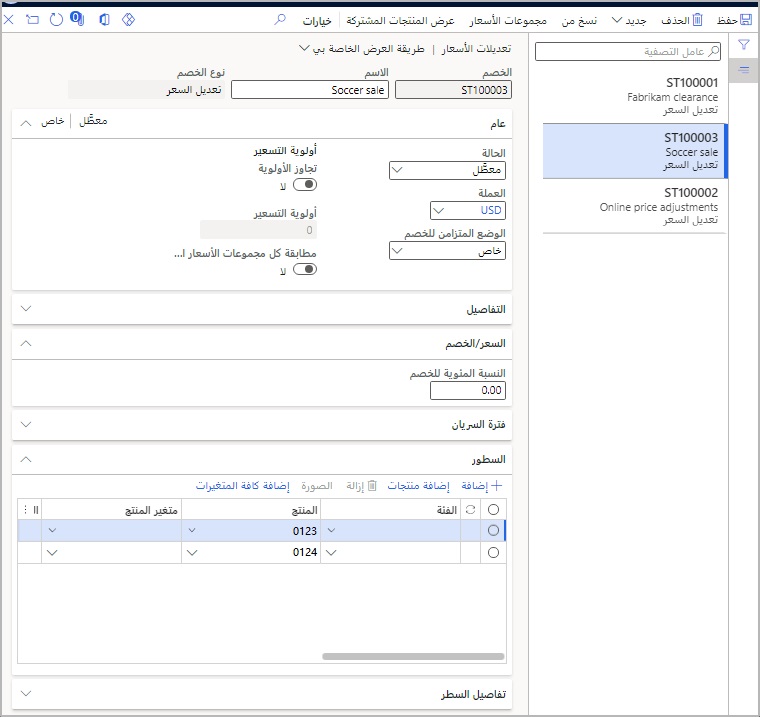 حفظ
الحذف
جديد
نسخ من
مجموعات الأسعار
عرض المنتجات المشتركة
خيارات
0
عامل التصفية
ST100001
Fabrikam clearance
تعديل السعر
ST100003
Soccer sale
تعديل السعر
ST100002
Online price adjustments
تعديل السعر
تعديلات الأسعار | طريقة العرض الخاصة بي
الخصم
ST100003
الاسم
Soccer sale
نوع الخصم
تعديل السعر
عام
معطَّل | خاص
الحالة
معطَّل
العملة
USD
الوضع المتزامن للخصم
خاص
أولوية التسعير
تجاوز الأولوية
لا
أولوية التسعير
0
مطابقة كل مجموعات الأسعار ا...
لا
التفاصيل
السعر/الخصم
النسبة المئوية للخصم
0.00
فترة السريان
السطور
إضافة
إضافة منتجات
إزالة
الصورة
إضافة كافة المتغيرات
الفئة
المنتج
متغير المنتج
0123
0124
تفاصيل السطر